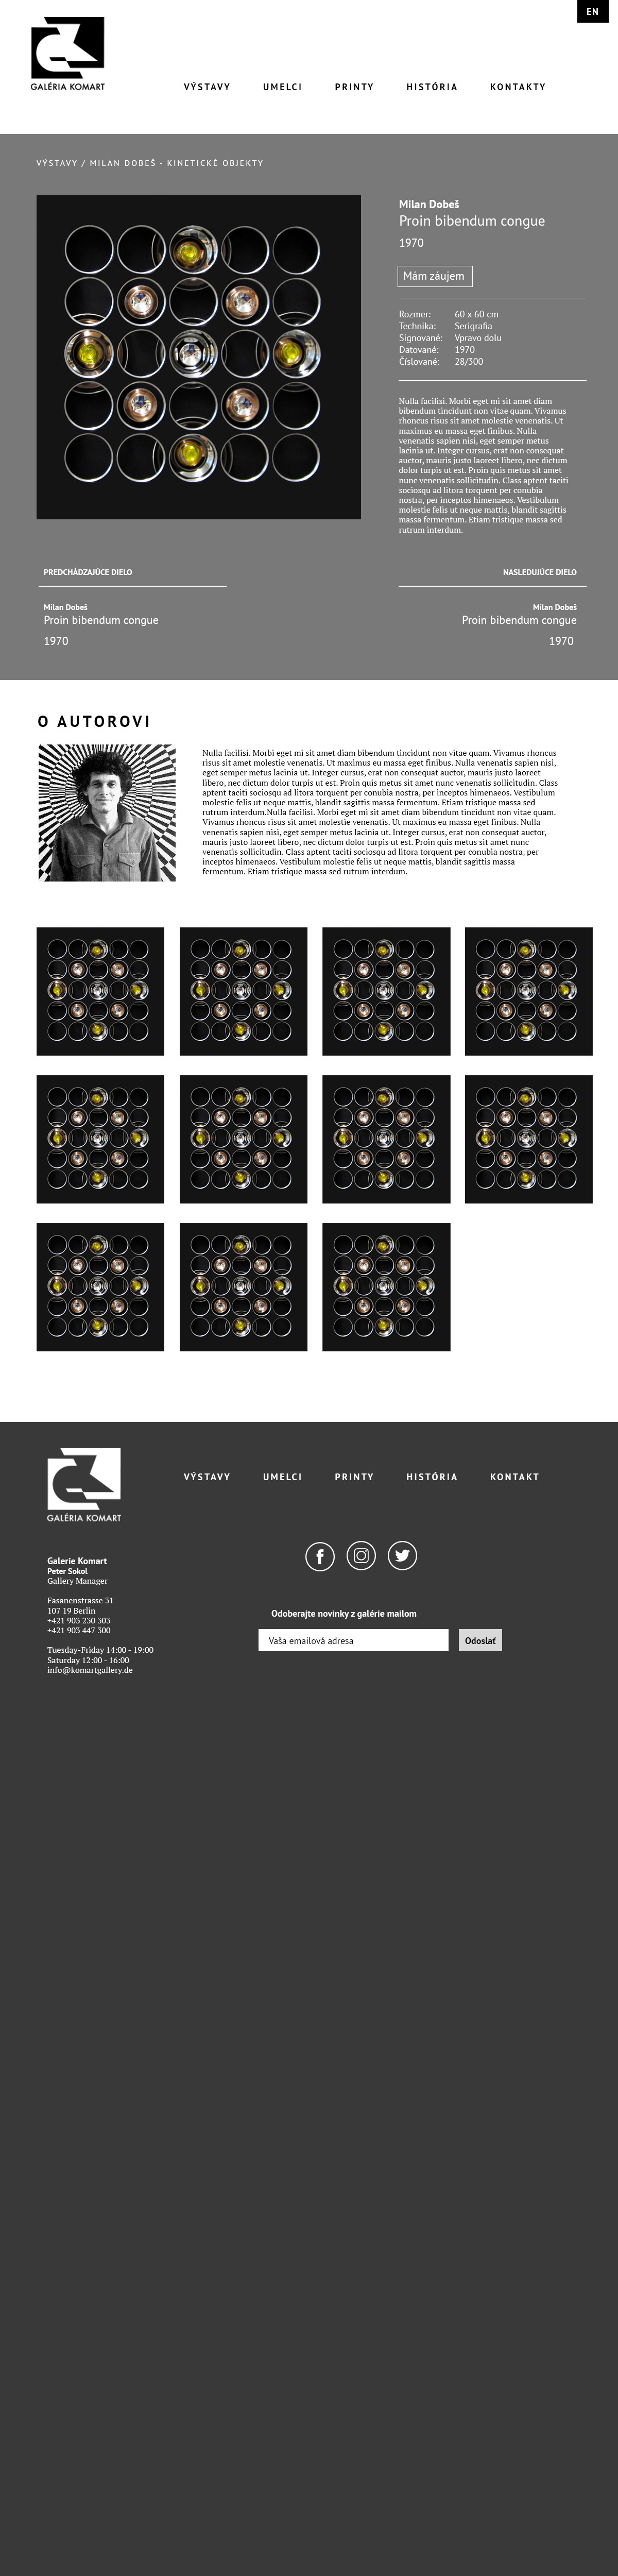 EN
GALÉRIA KOMART
VÝSTAVY UMELCI PRINTY HISTÓRIA KONTAKTY
VÝSTAVY / MILAN DOBEŠ - KINETICKÉ OBJEKTY
Milan Dobeš
Proin bibendum congue
1970
Mám záujem
Rozmer: 60 x 60 cm
Technika: Serigrafia
Signované: Vpravo dolu
Datované: 1970
Číslované: 28/300
Nulla facilisi. Morbi eget mi sit amet diam
bibendum tincidunt non vitae quam. Vivamus
rhoncus risus sit amet molestie venenatis. Ut
maximus eu massa eget finibus. Nulla
venenatis sapien nisi, eget semper metus
lacinia ut. Integer cursus, erat non consequat
auctor, mauris justo laoreet libero, nec dictum
dolor turpis ut est. Proin quis metus sit amet
nunc venenatis sollicitudin. Class aptent taciti
sociosqu ad litora torquent per conubia
nostra, per inceptos himenaeos. Vestibulum
molestie felis ut neque mattis, blandit sagittis
massa fermentum. Etiam tristique massa sed
rutrum interdum.
PREDCHÁDZAJÚCE DIELO
Milan Dobeš
Proin bibendum congue
1970
NASLEDUJÚCE DIELO
Milan Dobeš
Proin bibendum congue
1970
O AUTOROVI
Nulla facilisi. Morbi eget mi sit amet diam bibendum tincidunt non vitae quam. Vivamus rhoncus
risus sit amet molestie venenatis. Ut maximus eu massa eget finibus. Nulla venenatis sapien nisi,
eget semper metus lacinia ut. Integer cursus, erat non consequat auctor, mauris justo laoreet
libero, nec dictum dolor turpis ut est. Proin quis metus sit amet nunc venenatis sollicitudin. Class
aptent taciti sociosqu ad litora torquent per conubia nostra, per inceptos himenaeos. Vestibulum
molestie felis ut neque mattis, blandit sagittis massa fermentum. Etiam tristique massa sed
rutrum interdum.Nulla facilisi. Morbi eget mi sit amet diam bibendum tincidunt non vitae quam.
Vivamus rhoncus risus sit amet molestie venenatis. Ut maximus eu massa eget finibus. Nulla
venenatis sapien nisi, eget semper metus lacinia ut. Integer cursus, erat non consequat auctor,
mauris justo laoreet libero, nec dictum dolor turpis ut est. Proin quis metus sit amet nunc
venenatis sollicitudin. Class aptent taciti sociosqu ad litora torquent per conubia nostra, per
inceptos himenaeos. Vestibulum molestie felis ut neque mattis, blandit sagittis massa
fermentum. Etiam tristique massa sed rutrum interdum.
GALÉRIA KOMART
VÝSTAVY UMELCI PRINTY HISTÓRIA KONTAKT
Galerie Komart
Peter Sokol
Gallery Manager
Fasanenstrasse 31
107 19 Berlin
+421 903 230 303
+421 903 447 300
Tuesday-Friday 14:00 - 19:00
Saturday 12:00 - 16:00
info@komartgallery.de
Odoberajte novinky z galérie mailom
Vaša emailová adresa
Odoslať